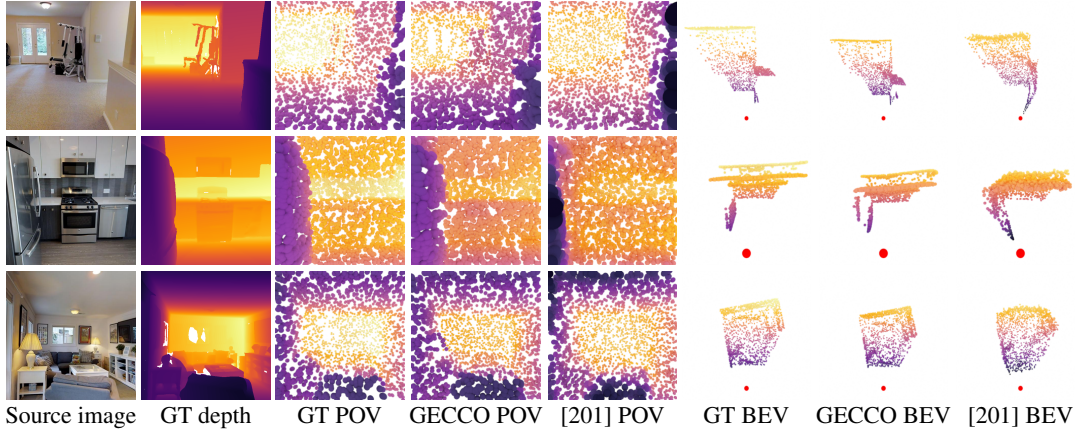 Source image GT depth GT POV GECCO POV [201] POV GT BEV GECCO BEV [201] BEV